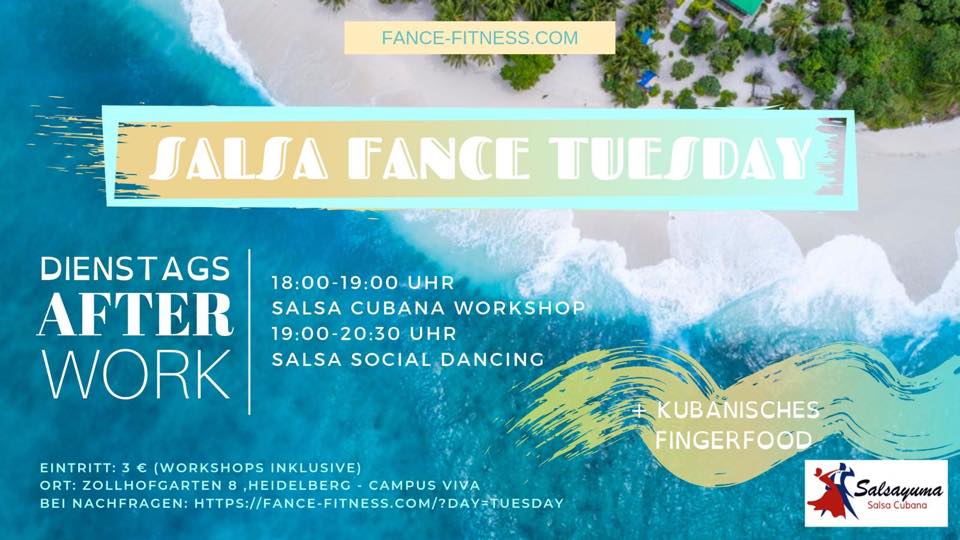 FANCE-FITNESS.COM
SALSA FANCE TUESDAY
DIENSTAGS
AFTER
WORK
18:00-19:00 UHR
SALSA CUBANA WORKSHOP
19:00-20:30 UHR
SALSA SOCIAL DANCING
+ KUBANISCHES
FINGERFOOD
EINTRITT: 3 € (WORKSHOPS INKLUSIVE)
ORT: ZOLLHOFGARTEN 8 ,HEIDELBERG - CAMPUS VIVA
BEI NACHFRAGEN: HTTPS://FANCE-FITNESS.COM/?DAY=TUESDAY
Salsayuma
Salsa Cubana